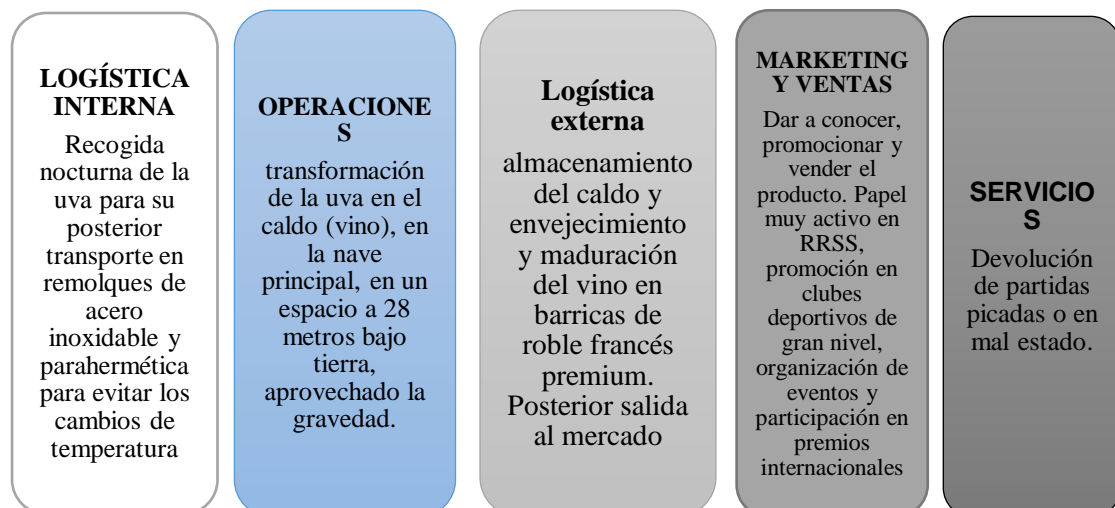 LOGÍSTICA
INTERNA
Recogida
nocturna de la
uva para su
posterior
transporte en
remolques de
acero
inoxidable y
parahermética
para evitar los
cambios de
temperatura
OPERACIONE
S
transformación
de la uva en el
caldo (vino), en
la nave
principal, en un
espacio a 28
metros bajo
tierra,
aprovechado la
gravedad.
Logística
externa
almacenamiento
del caldo y
envejecimiento
y maduración
del vino en
barricas de
roble francés
premium.
Posterior salida
al mercado
MARKETING
Y VENTAS
Dar a conocer,
promocionar y
vender el
producto. Papel
muy activo en
RRSS,
promoción en
clubes
deportivos de
gran nivel,
organización de
eventos y
participación en
premios
internacionales
SERVICIO
S
Devolución
de partidas
picadas o en
mal estado.